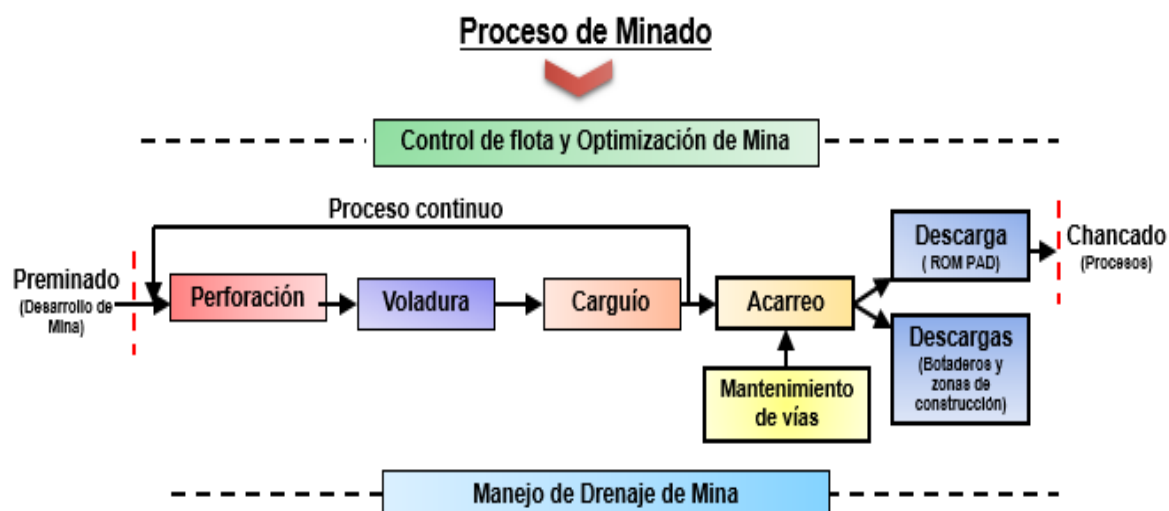 Proceso de Minado
Control de flota y Optimización de Mina
Proceso continuo
Preminado
(Desarrollo de
Mina)
Perforación
Voladura
Carguío
Acarreo
Mantenimiento
de vías
Descarga
( ROM PAD)
Descargas
(Botaderos y
zonas de
construcción)
Chancado
(Procesos)
Manejo de Drenaje de Mina